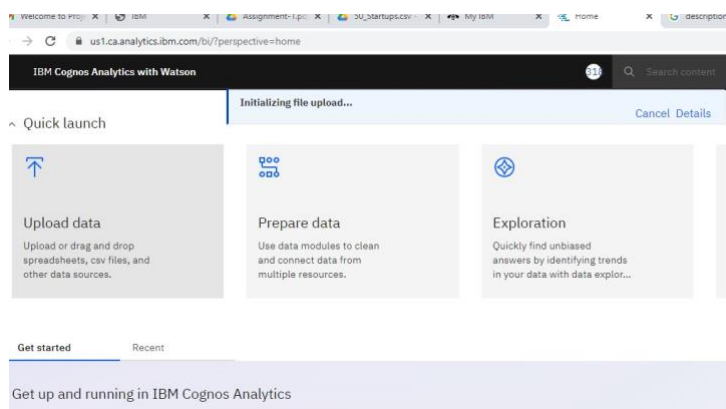 Welcome to Proj X IBM X Assignment-1.po X 50_Startups.csv - X My IBM X Home X G description
us1.ca.analytics.ibm.com/bi/?perspective=home
IBM Cognos Analytics with Watson Search content
Initializing file upload...
Cancel Details
Quick launch
Upload data
Upload or drag and drop
spreadsheets, csv files, and
other data sources.
Prepare data
Use data modules to clean
and connect data from
multiple resources.
Exploration
Quickly find unbiased
answers by identifying trends
in your data with data explor...
Get started Recent
Get up and running in IBM Cognos Analytics